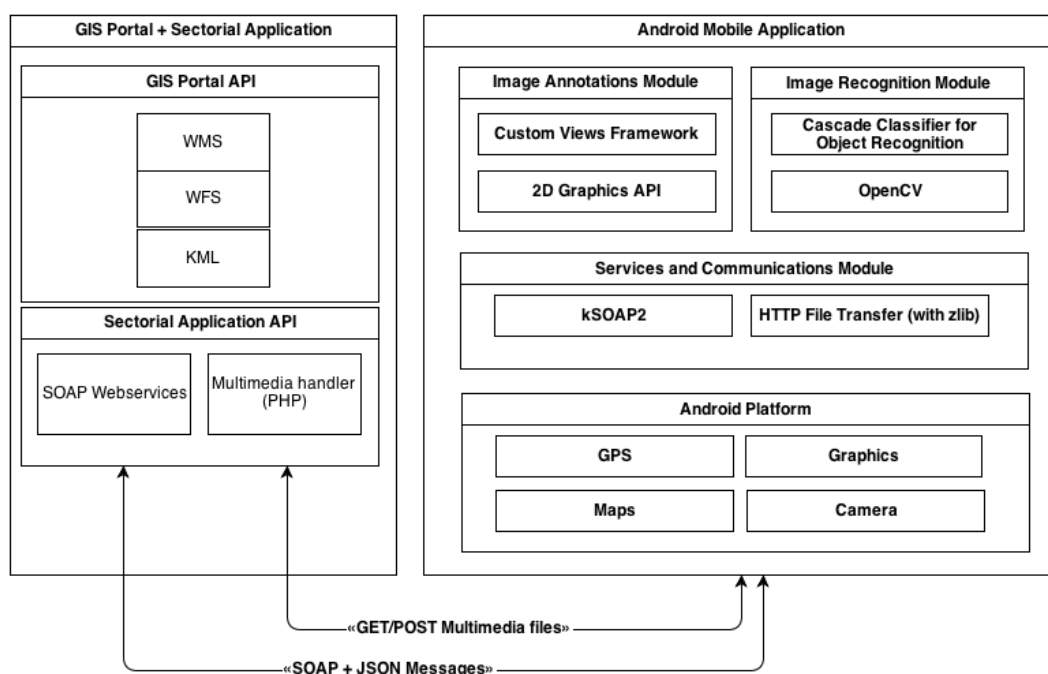 GIS Portal + Sectorial Application
GIS Portal API
WMS
WFS
KML
Sectorial Application API
SOAP Webservices
Multimedia handler
(PHP)
Android Mobile Application
Image Annotations Module
Custom Views Framework
2D Graphics API
Image Recognition Module
Cascade Classifier for
Object Recognition
OpenCV
Services and Communications Module
kSOAP2
HTTP File Transfer (with zlib)
Android Platform
GPS
Graphics
Maps
Camera
«GET/POST Multimedia files»
«SOAP + JSON Messages»